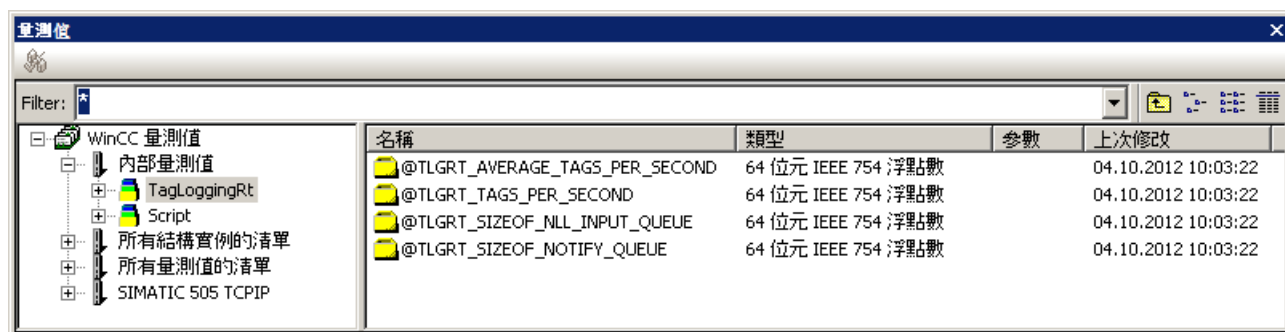 量測值
Filter: *
WinCC 量測值
內部量測值
TagLoggingRt
Script
所有結構實例的清單
所有量測值的清單
SIMATIC 505 TCPIP
名稱 類型 參數 上次修改
@TLGRT_AVERAGE_TAGS_PER_SECOND 64 位元 IEEE 754 浮點數 04.10.2012 10:03:22
@TLGRT_TAGS_PER_SECOND 64 位元 IEEE 754 浮點數 04.10.2012 10:03:22
@TLGRT_SIZEOF_NLL_INPUT_QUEUE 64 位元 IEEE 754 浮點數 04.10.2012 10:03:22
@TLGRT_SIZEOF_NOTIFY_QUEUE 64 位元 IEEE 754 浮點數 04.10.2012 10:03:22